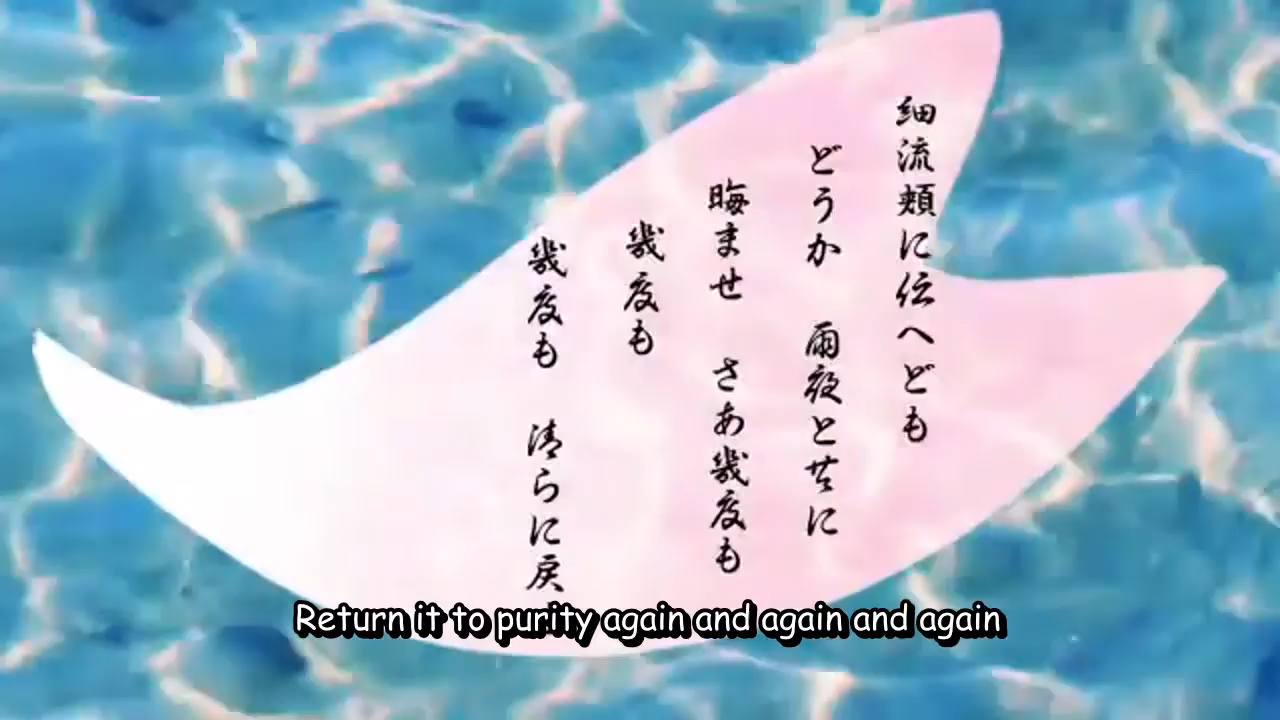 細流頬に伝へども
どうか 雨夜と共に
晦ませ さあ幾度も
幾度も
幾度も 清らに戻
Return it to purity again and again and again